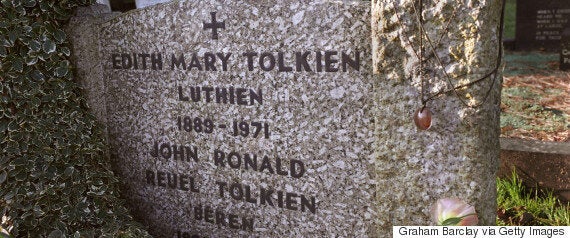 EDITH MARY TOLKIEN
LUTHIEN
1889 - 1971
JOHN RONALD
REUEL TOLKIEN
BEREN
Graham Barclay via Getty Images